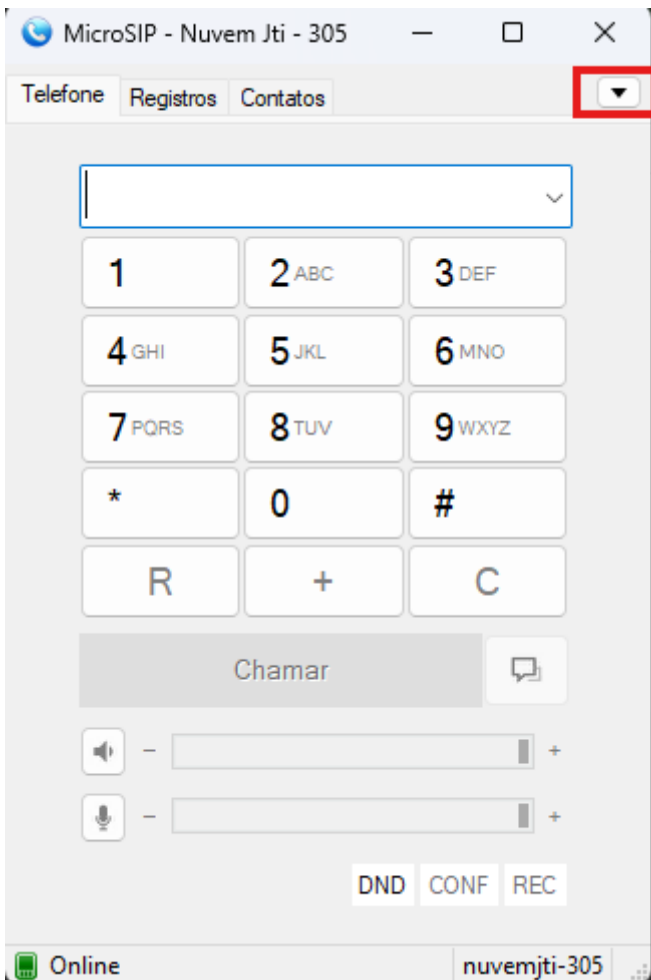 MicroSIP - Nuvem Jti - 305
Telefone Registros Contatos
1 2 ABC 3 DEF
4 GHI 5 JKL 6 MNO
7 PQRS 8 TUV 9 WXYZ
* 0 #
R + C
Chamar
- +
- +
DND CONF REC
Online nuvemjti-305